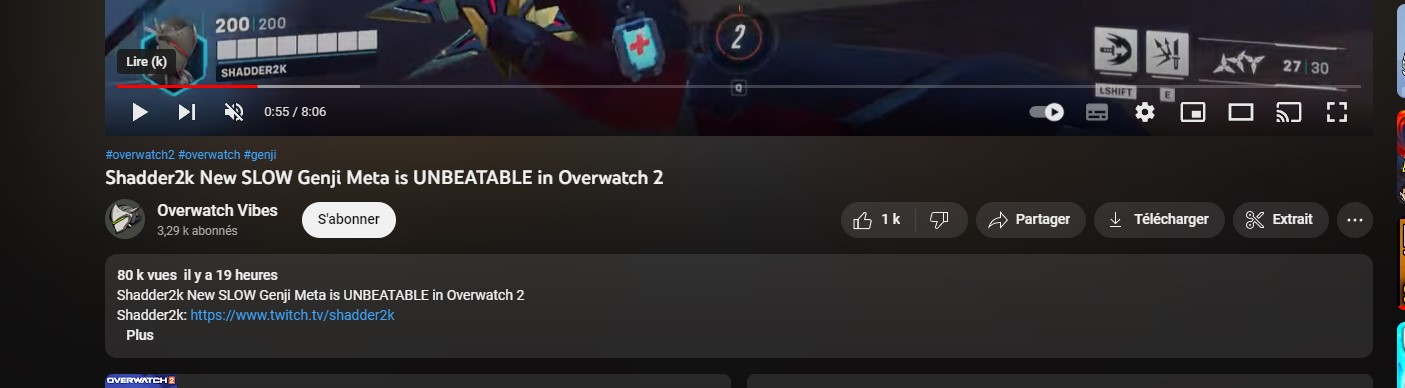 200 | 200
SHADDER2K
2
Q
LSHIFT
E
27 | 30
Lire (k)
0:55 / 8:06
#overwatch2 #overwatch #genji
Shadder2k New SLOW Genji Meta is UNBEATABLE in Overwatch 2
Overwatch Vibes
3,29 k abonnés
S'abonner
1 k
Partager
Télécharger
Extrait
80 k vues il y a 19 heures
Shadder2k New SLOW Genji Meta is UNBEATABLE in Overwatch 2
Shadder2k: https://www.twitch.tv/shadder2k
Plus
OVERWATCH 2